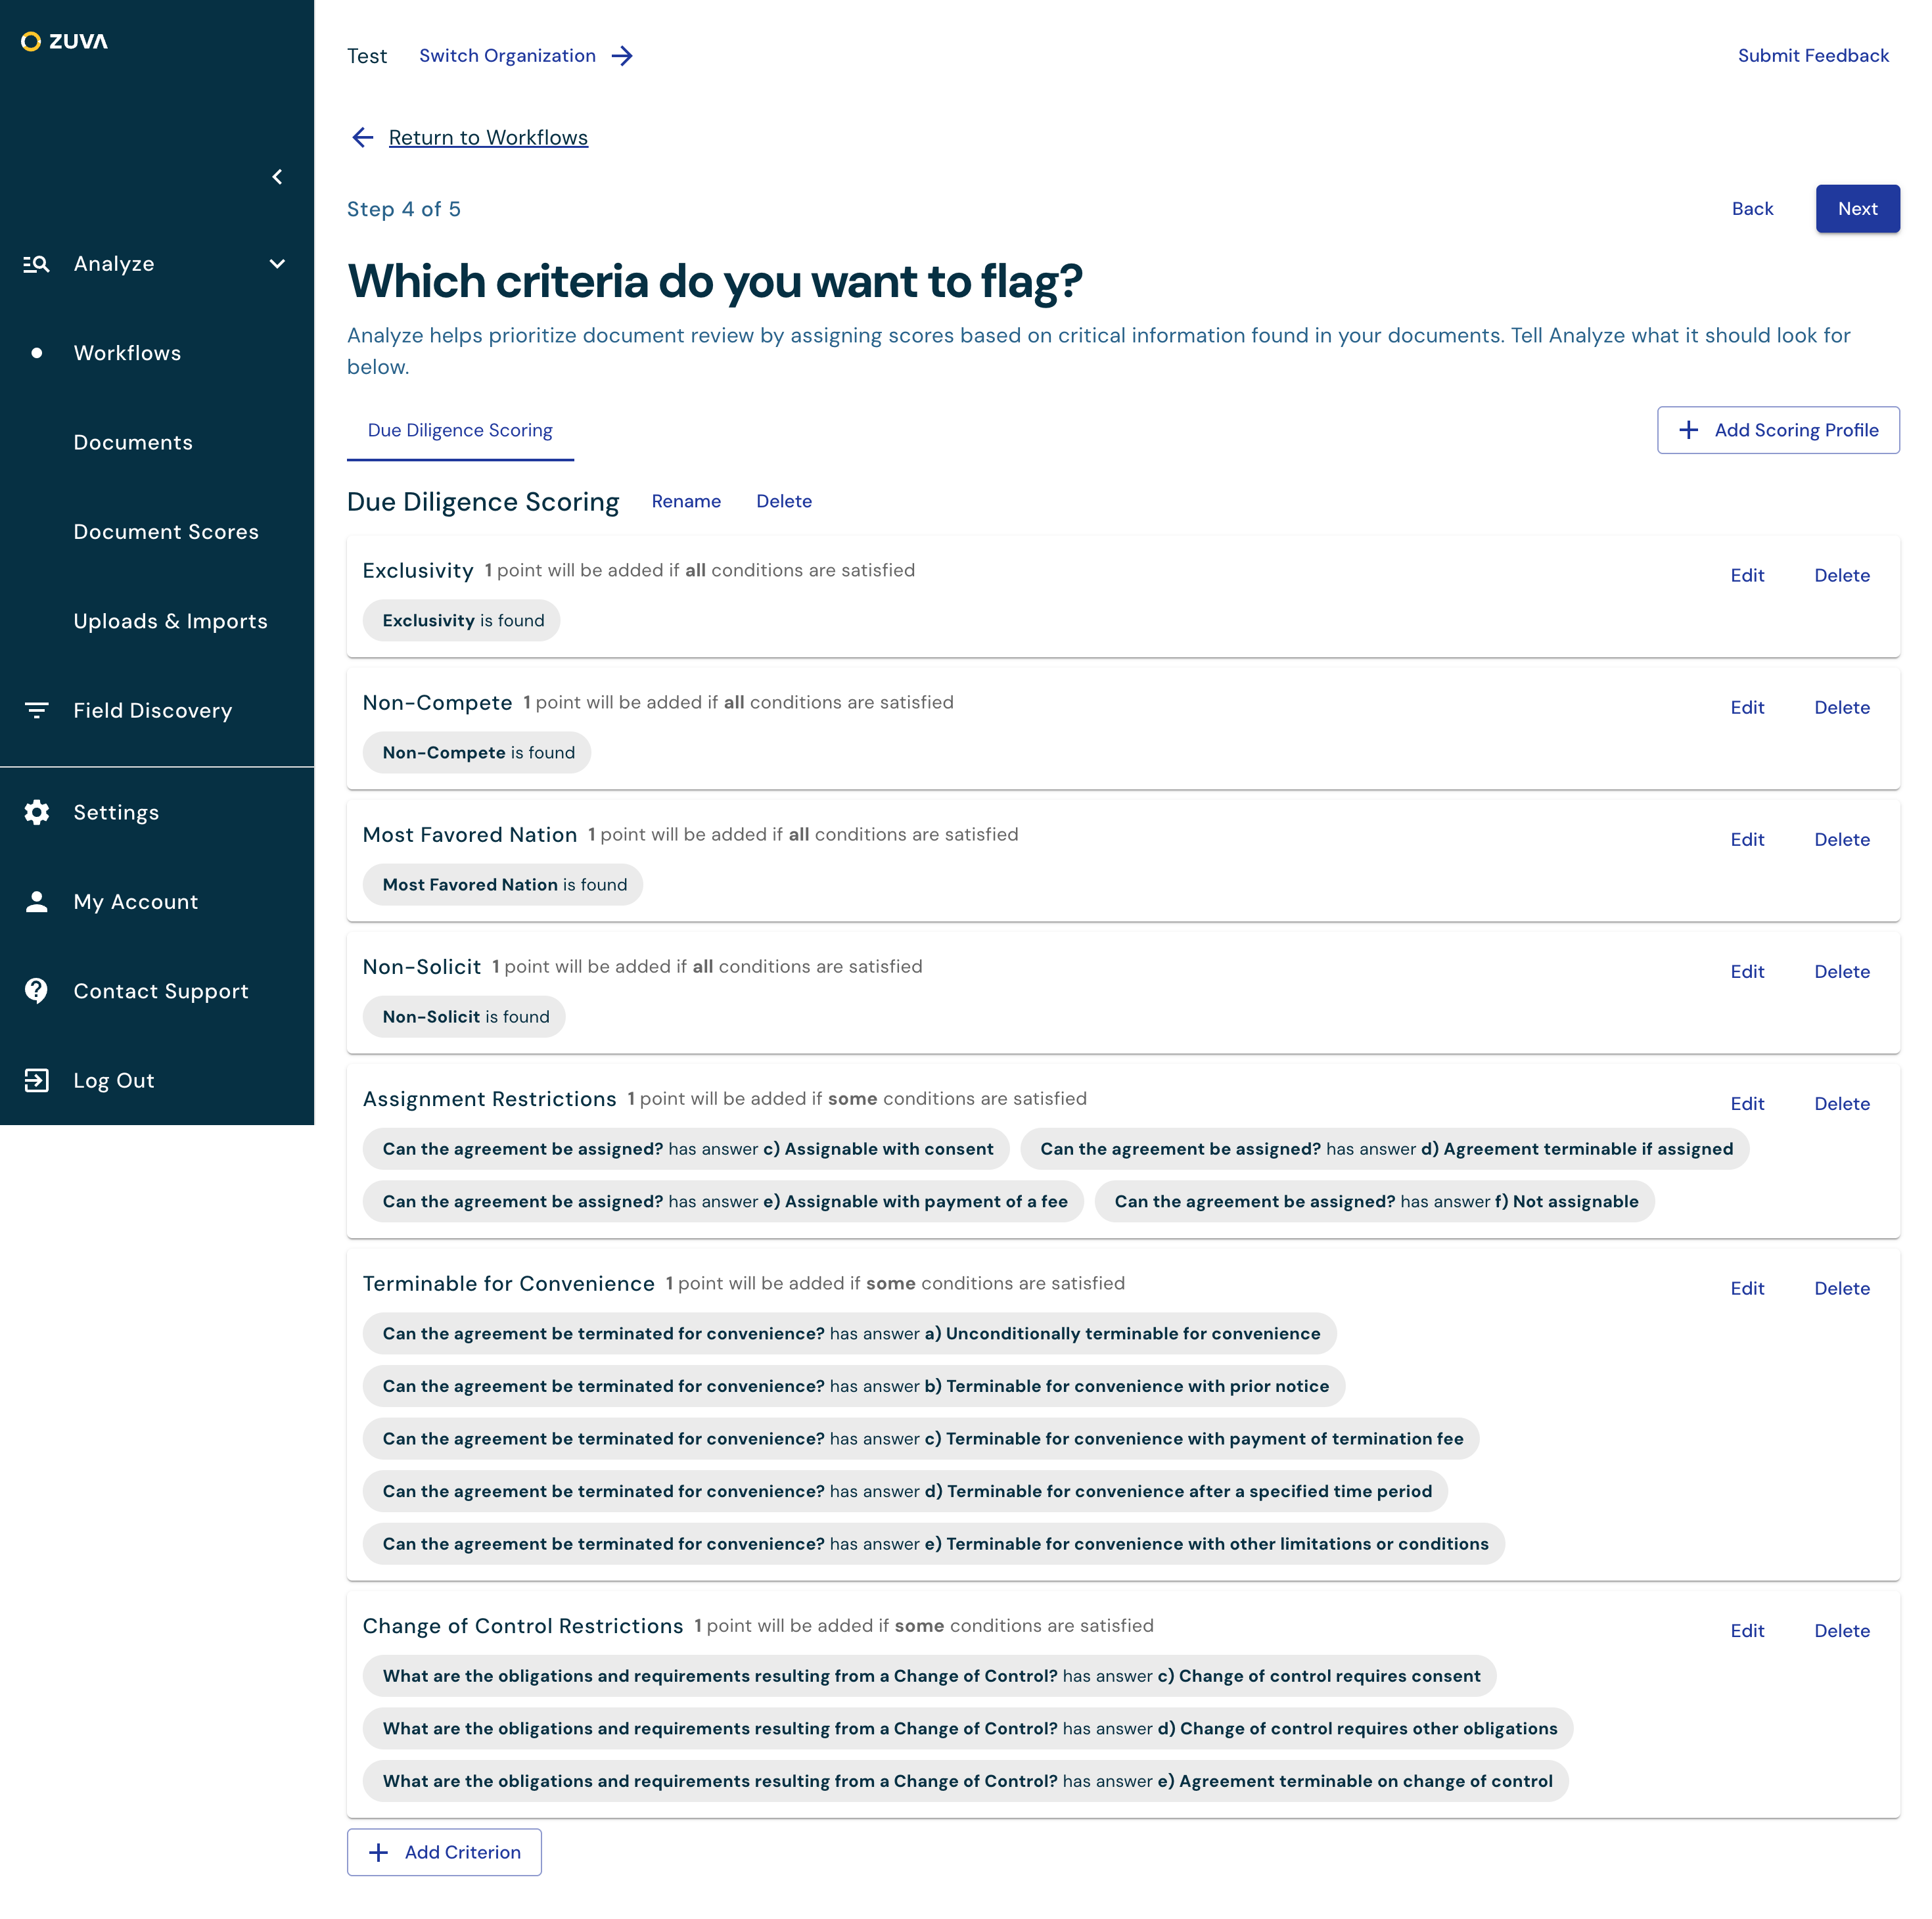 ZUVA
Analyze
Workflows
Documents
Document Scores
Uploads & Imports
Field Discovery
Settings
My Account
Contact Support
Log Out
Test Switch Organization Submit Feedback
Return to Workflows
Step 4 of 5 Back Next
Which criteria do you want to flag?
Analyze helps prioritize document review by assigning scores based on critical information found in your documents. Tell Analyze what it should look for
below.
Due Diligence Scoring Add Scoring Profile
Due Diligence Scoring Rename Delete
Exclusivity 1 point will be added if all conditions are satisfied Edit Delete
Exclusivity is found
Non-Compete 1 point will be added if all conditions are satisfied Edit Delete
Non-Compete is found
Most Favored Nation 1 point will be added if all conditions are satisfied Edit Delete
Most Favored Nation is found
Non-Solicit 1 point will be added if all conditions are satisfied Edit Delete
Non-Solicit is found
Assignment Restrictions 1 point will be added if some conditions are satisfied Edit Delete
Can the agreement be assigned? has answer c) Assignable with consent Can the agreement be assigned? has answer d) Agreement terminable if assigned
Can the agreement be assigned? has answer e) Assignable with payment of a fee Can the agreement be assigned? has answer f) Not assignable
Terminable for Convenience 1 point will be added if some conditions are satisfied Edit Delete
Can the agreement be terminated for convenience? has answer a) Unconditionally terminable for convenience
Can the agreement be terminated for convenience? has answer b) Terminable for convenience with prior notice
Can the agreement be terminated for convenience? has answer c) Terminable for convenience with payment of termination fee
Can the agreement be terminated for convenience? has answer d) Terminable for convenience after a specified time period
Can the agreement be terminated for convenience? has answer e) Terminable for convenience with other limitations or conditions
Change of Control Restrictions 1 point will be added if some conditions are satisfied Edit Delete
What are the obligations and requirements resulting from a Change of Control? has answer c) Change of control requires consent
What are the obligations and requirements resulting from a Change of Control? has answer d) Change of control requires other obligations
What are the obligations and requirements resulting from a Change of Control? has answer e) Agreement terminable on change of control
Add Criterion